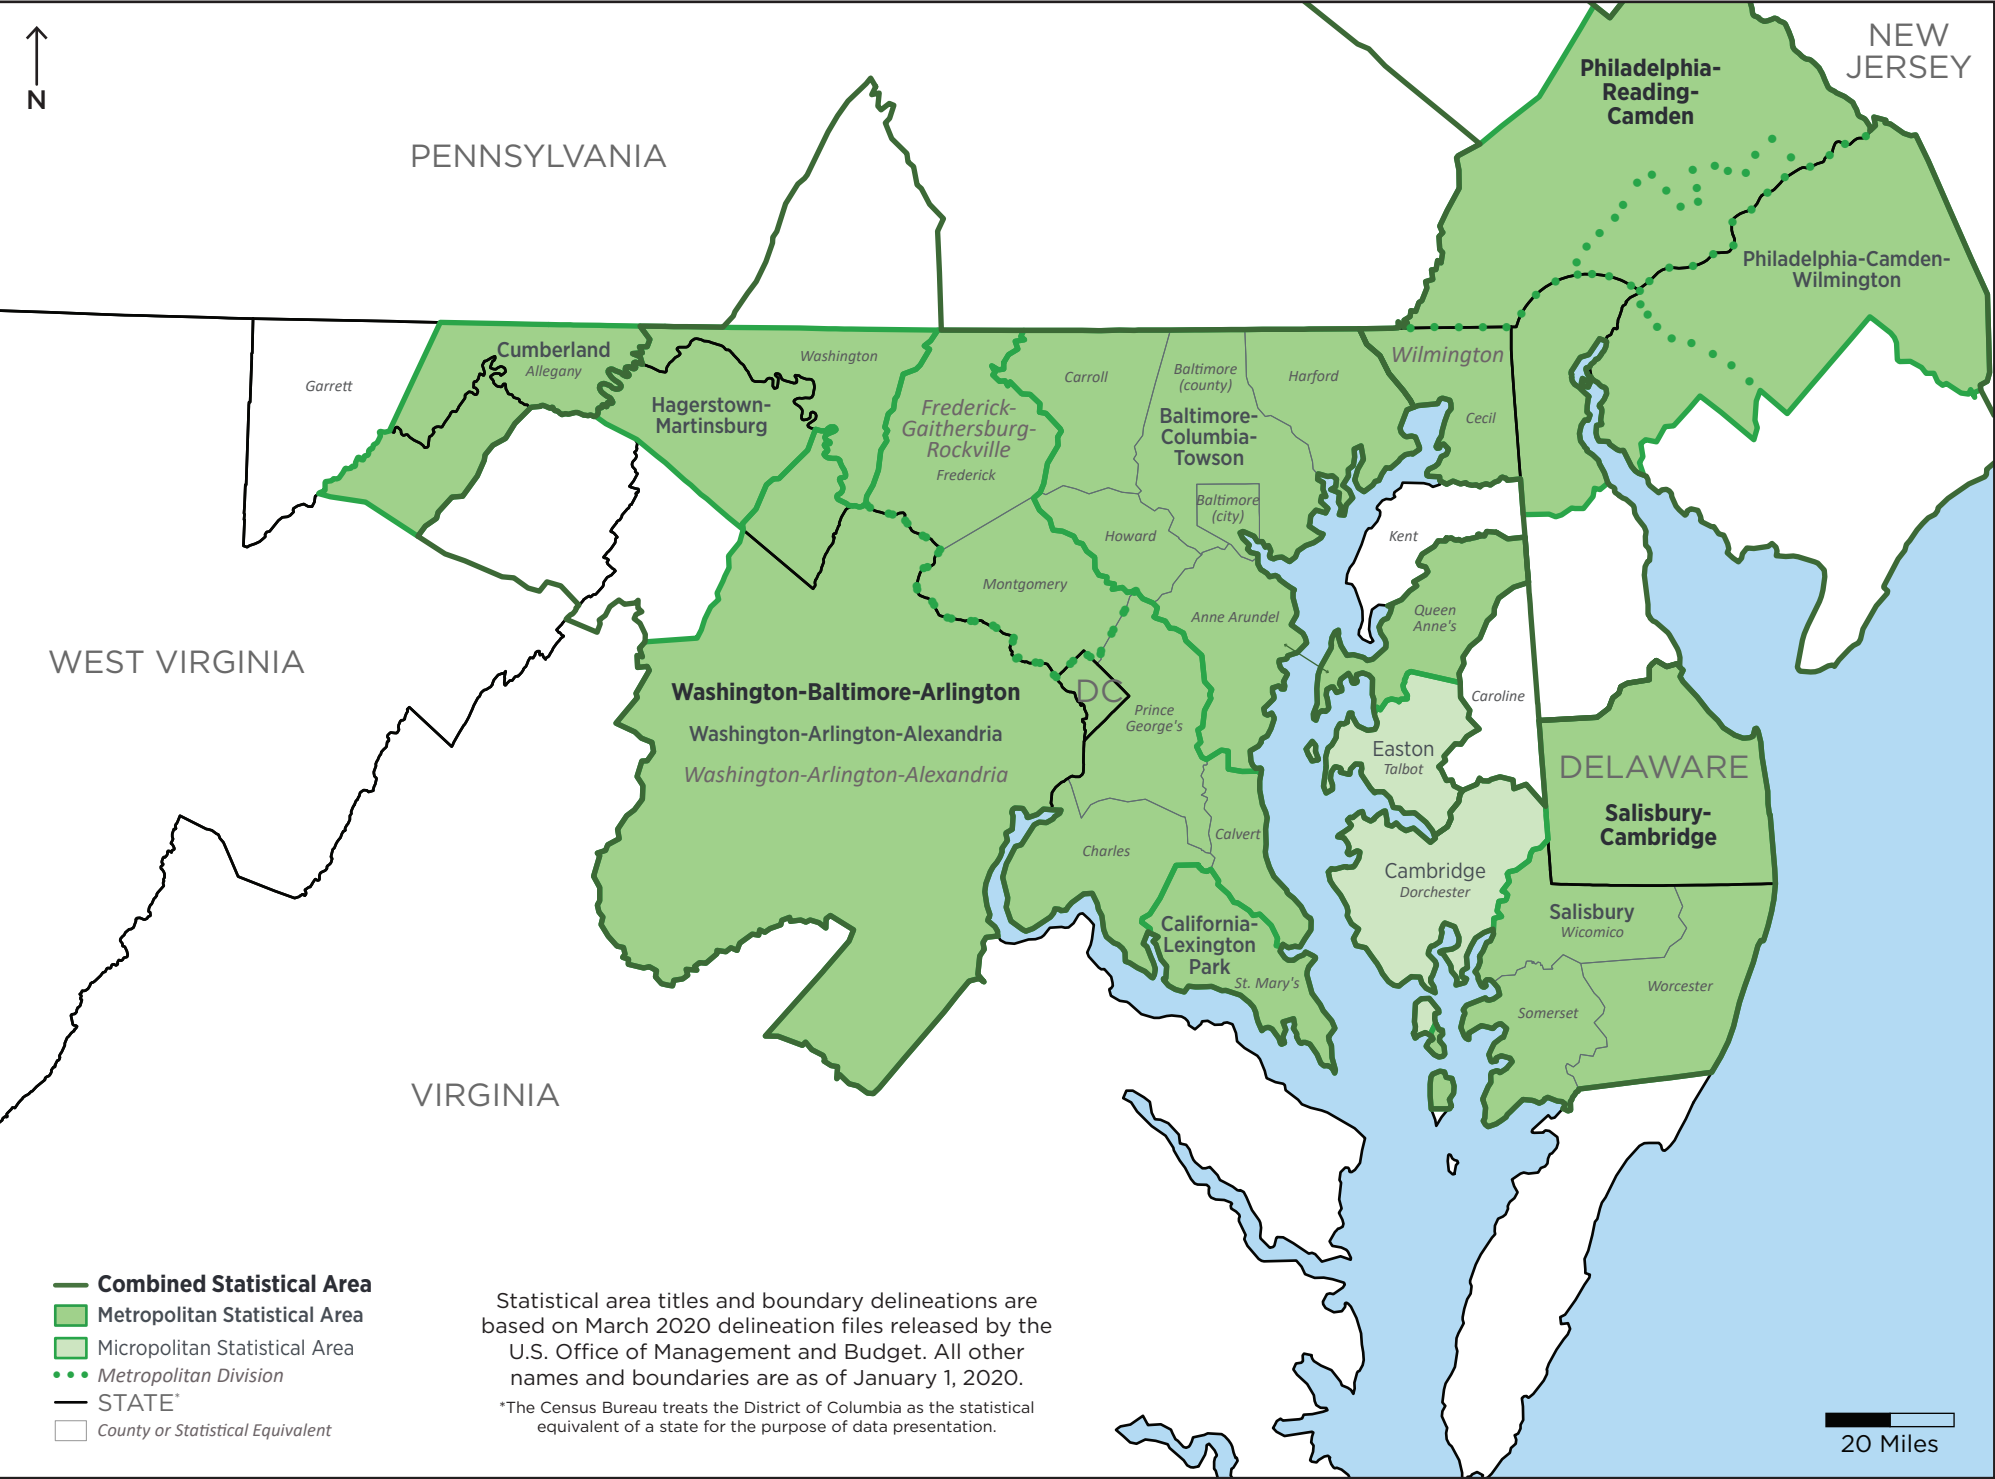 N
PENNSYLVANIA
NEW
JERSEY
Philadelphia-
Reading-
Camden
Philadelphia-Camden-
Wilmington
Garrett
Cumberland
Allegany
Washington
Hagerstown-
Martinsburg
Frederick-
Gaithersburg-
Rockville
Frederick
Carroll
Baltimore
(county)
Harford
Baltimore-
Columbia-
Towson
Baltimore
(city)
Wilmington
Cecil
Howard
Kent
Montgomery
Anne Arundel
Queen
Anne's
WEST VIRGINIA
Washington-Baltimore-Arlington
Washington-Arlington-Alexandria
Washington-Arlington-Alexandria
DC
Prince
George's
Caroline
Easton
Talbot
DELAWARE
Salisbury-
Cambridge
Calvert
Charles
Cambridge
Dorchester
Salisbury
Wicomico
California-
Lexington
Park
St. Mary's
Worcester
Somerset
VIRGINIA
Combined Statistical Area
Metropolitan Statistical Area
Micropolitan Statistical Area
Metropolitan Division
STATE*
County or Statistical Equivalent
Statistical area titles and boundary delineations are
based on March 2020 delineation files released by the
U.S. Office of Management and Budget. All other
names and boundaries are as of January 1, 2020.
*The Census Bureau treats the District of Columbia as the statistical
equivalent of a state for the purpose of data presentation.
20 Miles